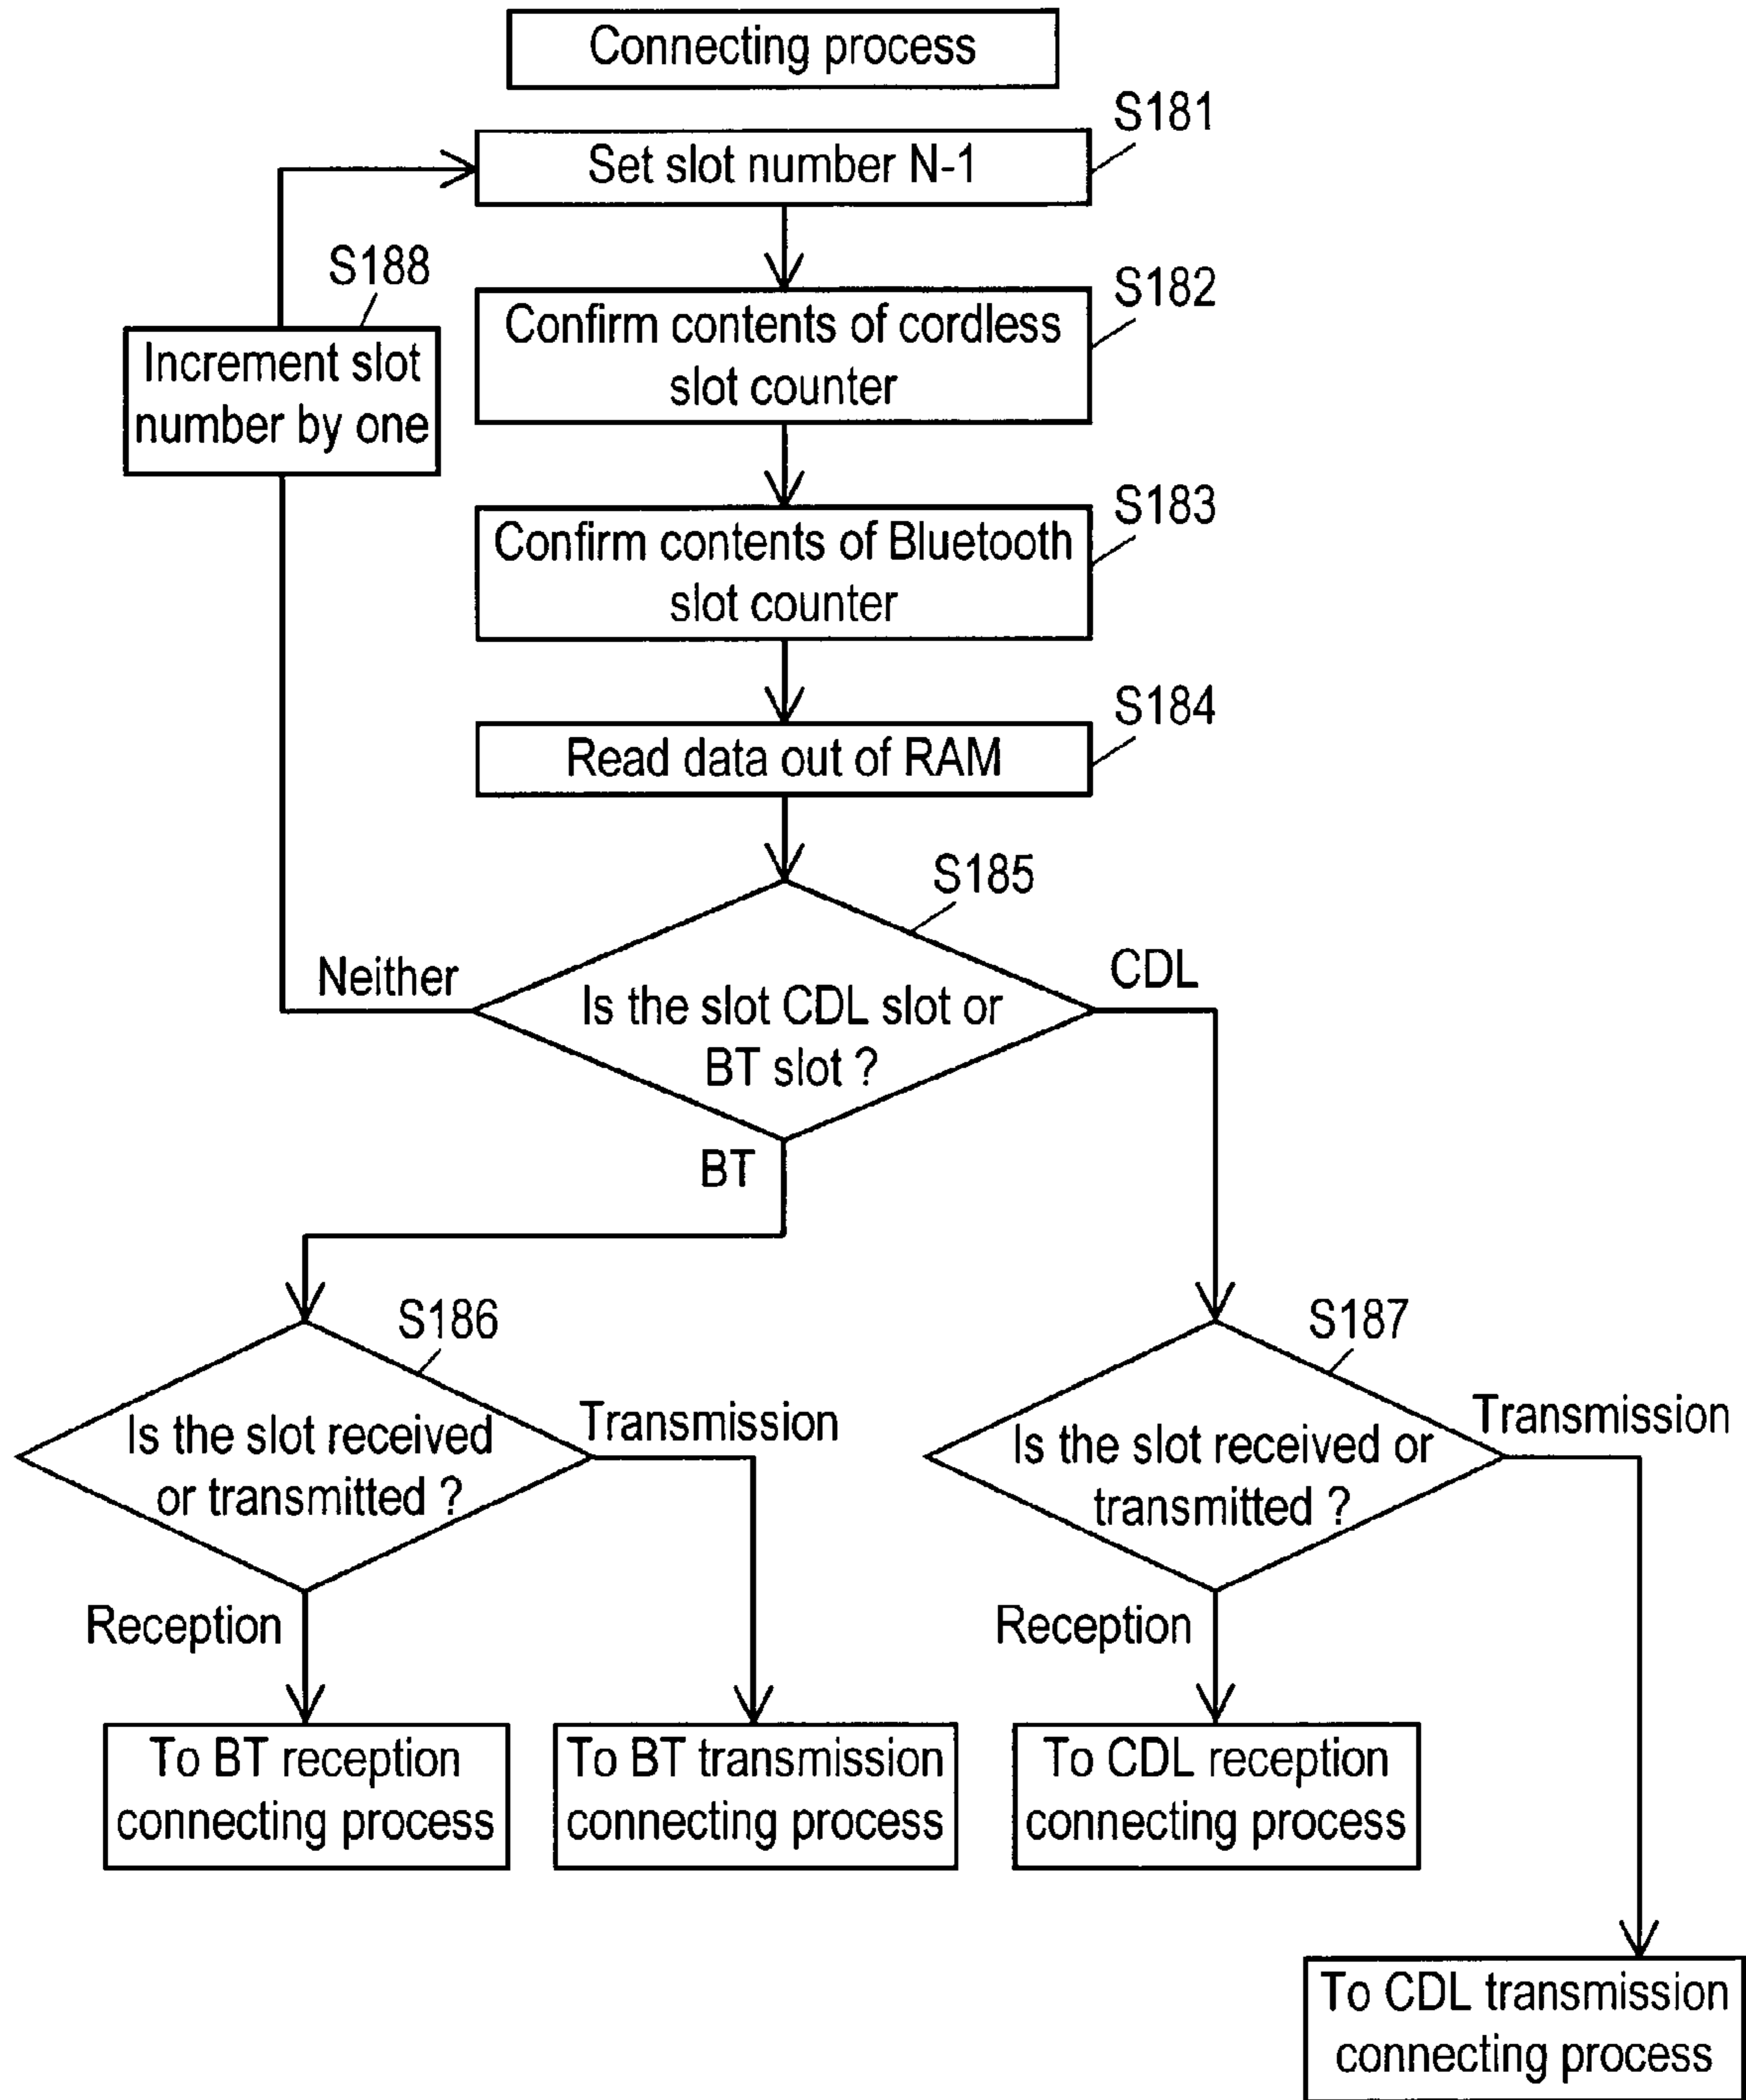 Connecting process
S181
Set slot number N-1
S188
S182
Increment slot
number by one
Confirm contents of cordless
slot counter
S183
Confirm contents of Bluetooth
slot counter
S184
Read data out of RAM
S185
Neither
CDL
Is the slot CDL slot or
BT slot ?
BT
S186
S187
Is the slot received
or transmitted ?
Transmission
Is the slot received or
transmitted ?
Transmission
Reception
Reception
To BT reception
connecting process
To BT transmission
connecting process
To CDL reception
connecting process
To CDL transmission
connecting process